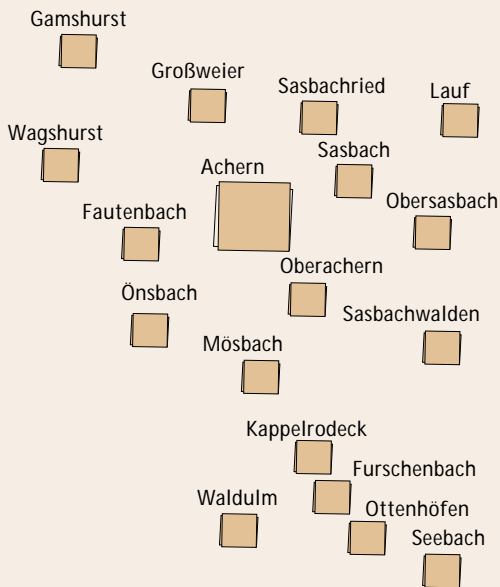 Gamshurst
Großweier
Sasbachried
Lauf
Wagshurst
Sasbach
Achern
Obersasbach
Fautenbach
Oberachern
Önsbach
Sasbachwalden
Mösbach
Kappelrodeck
Furschenbach
Waldulm
Ottenhöfen
Seebach